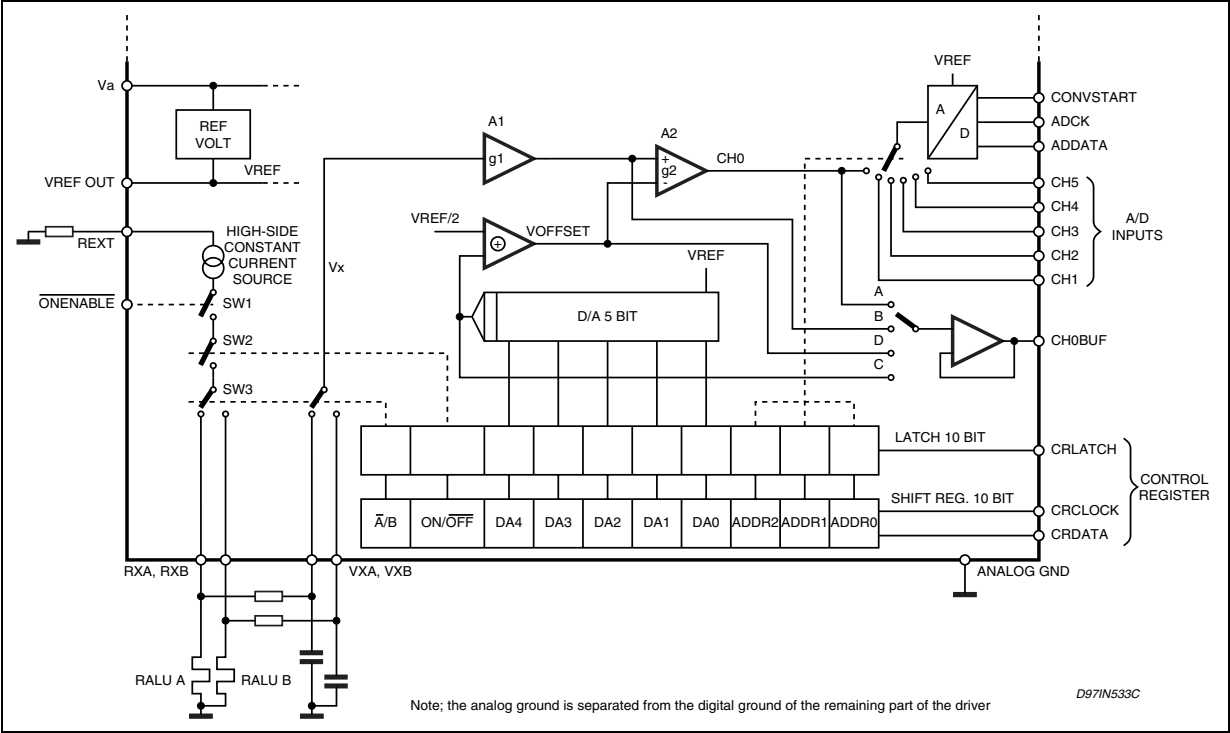 VREF
Va
CONVSTART
A
REF
VOLT
A1
ADCK
D
A2
ADDATA
g1
+
g2
-
CH0
VREF
VREF OUT
CH5
CH4
VREF/2
A/D
INPUTS
REXT
HIGH-SIDE
CONSTANT
CURRENT
SOURCE
+
VOFFSET
CH3
VREF
CH2
Vx
CH1
A
ONENABLE
SW1
D/A 5 BIT
B
SW2
D
CH0BUF
C
SW3
LATCH 10 BIT
CRLATCH
CONTROL
REGISTER
SHIFT REG. 10 BIT
A̅/B
ON/O̅F̅F̅
DA4
DA3
DA2
DA1
DA0
ADDR2
ADDR1
ADDR0
CRCLOCK
CRDATA
RXA, RXB
VXA, VXB
ANALOG GND
RALU A
RALU B
D97IN533C
Note; the analog ground is separated from the digital ground of the remaining part of the driver